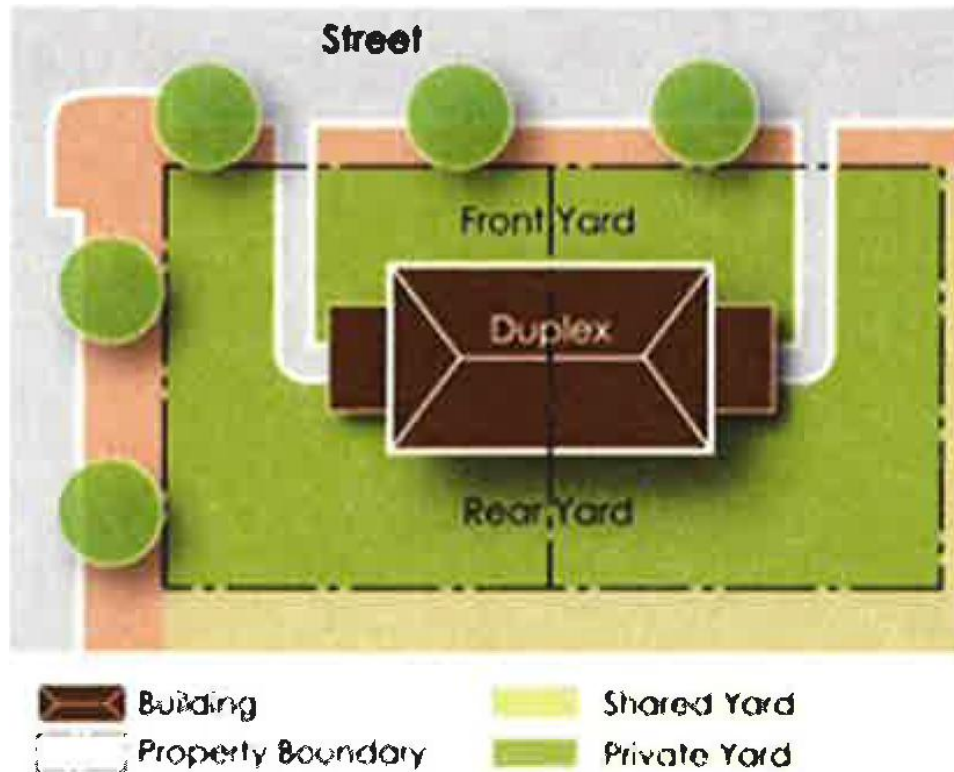 Street
Front Yard
Duplex
Rear Yard
Building
Shared Yard
Property Boundary
Private Yard